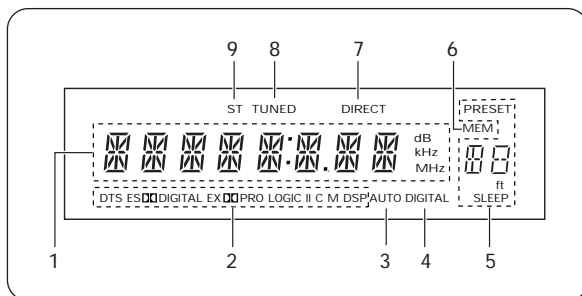 9 8 7 6
ST TUNED DIRECT PRESET
MEM
dB
kHz
MHz
ft
DTS ES DIGITAL EX PRO LOGIC II C M DSP AUTO DIGITAL SLEEP
1 2 3 4 5